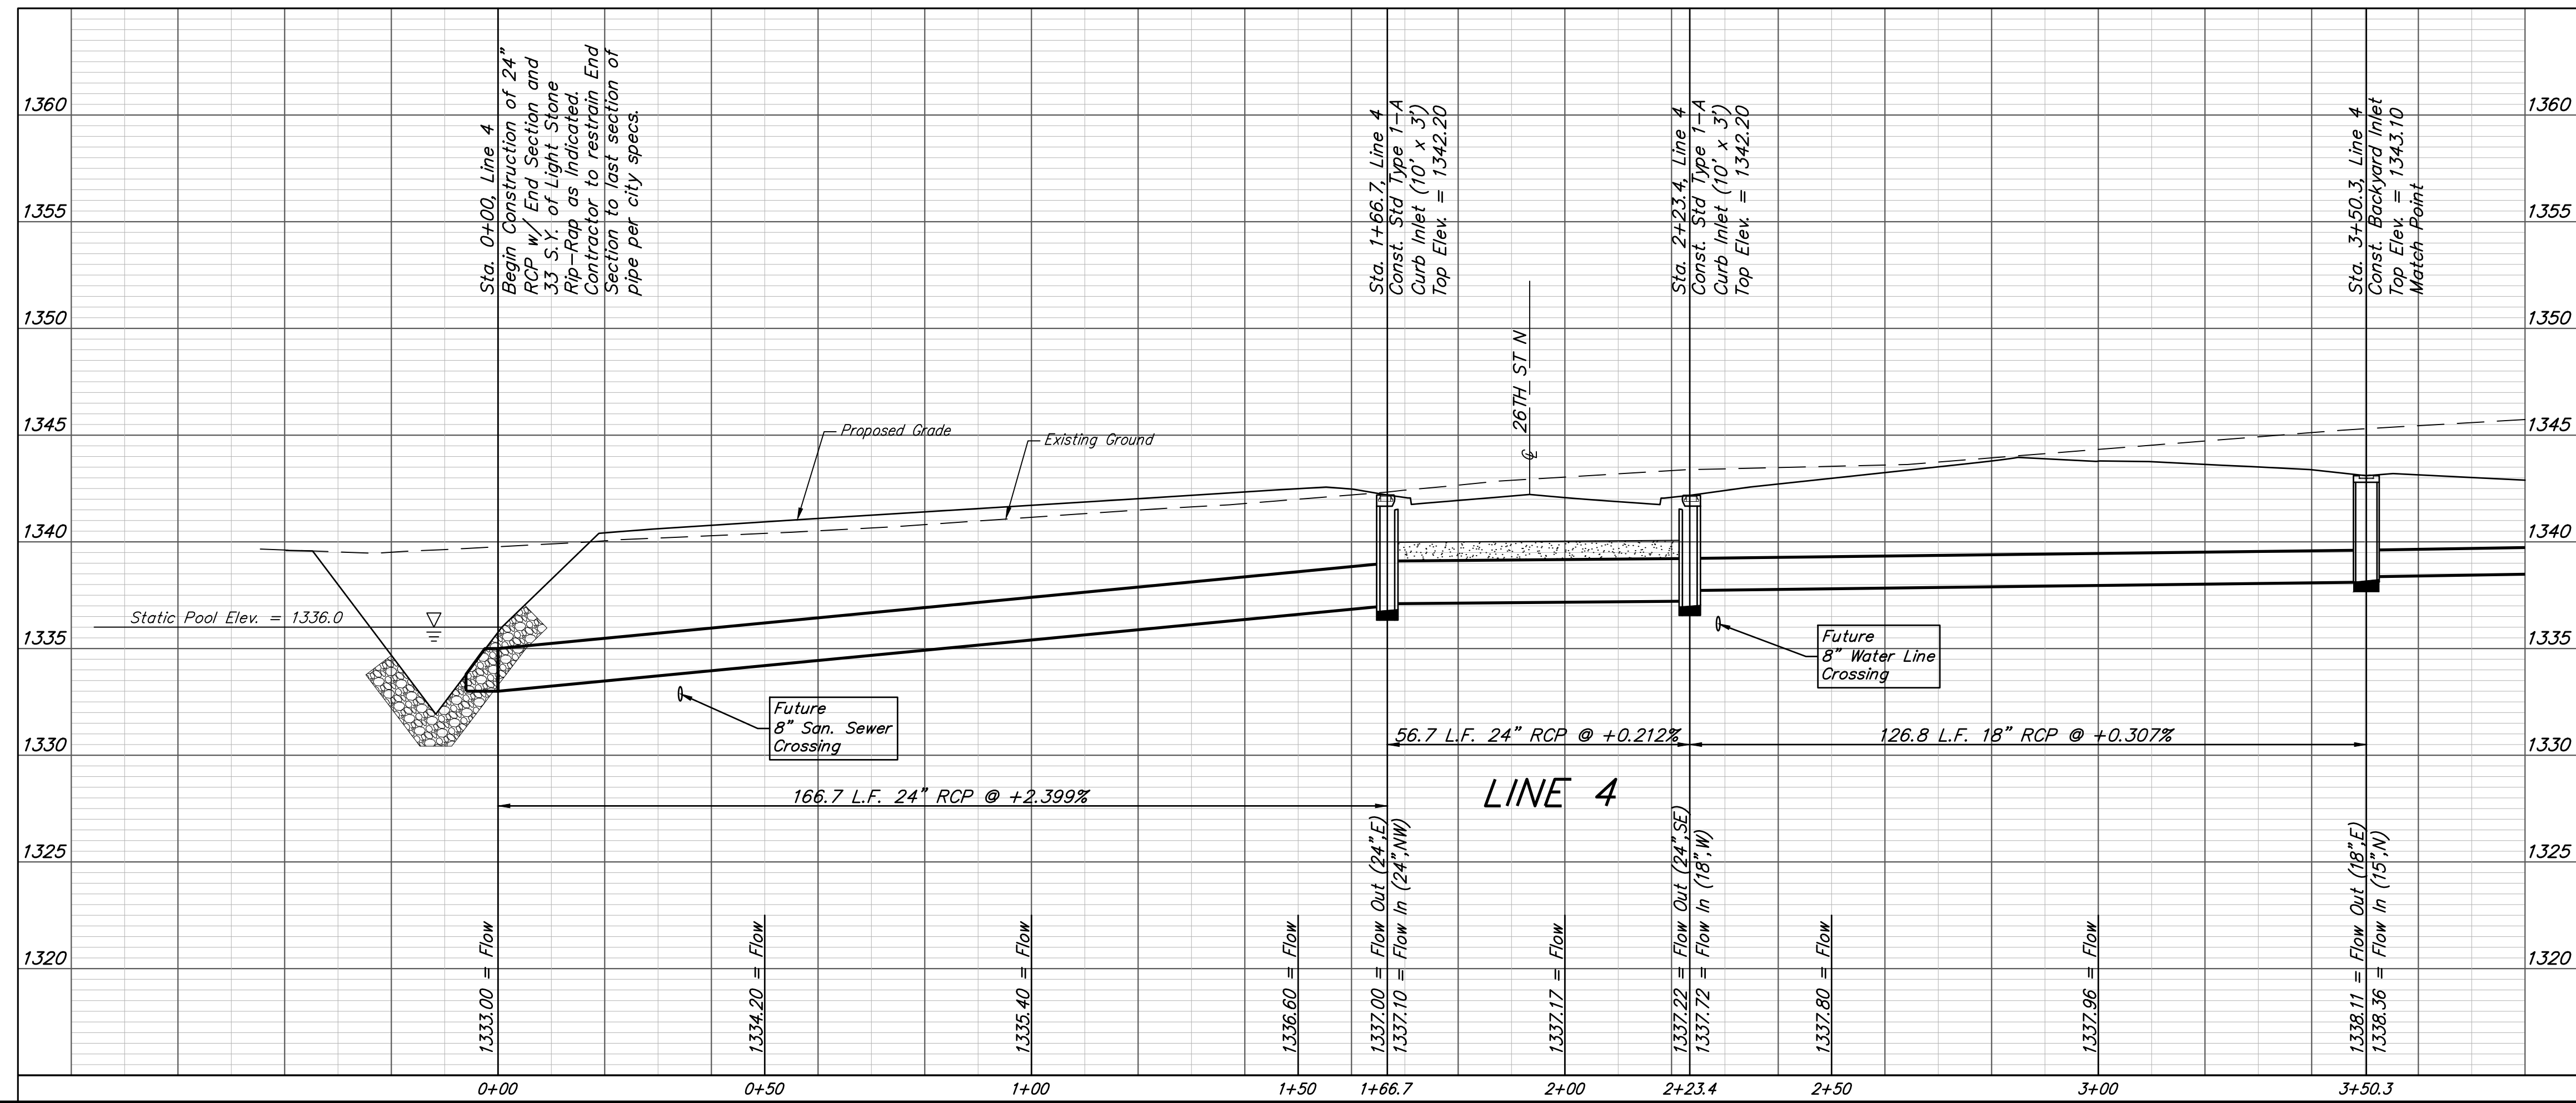 1360
1355
1350
1345
1340
1335
1330
1325
1320
Sta. 0+00, Line 4
Begin Construction of 24"
RCP w/ End Section and
33 S.Y. of Light Stone
Rip-Rap as Indicated.
Contractor to restrain End
Section to last section of
pipe per city specs.
Sta. 1+66.7, Line 4
Const. Std Type 1-A
Curb Inlet (10' x 3')
Top Elev. = 1342.20
26TH ST N
℄
Sta. 2+23.4, Line 4
Const. Std Type 1-A
Curb Inlet (10' x 3')
Top Elev. = 1342.20
Sta. 3+50.3, Line 4
Const. Backyard Inlet
Top Elev. = 1343.10
Match Point
1360
1355
1350
1345
1340
1335
1330
1325
1320
Proposed Grade
Existing Ground
Static Pool Elev. = 1336.0
Future
8" San. Sewer
Crossing
Future
8" Water Line
Crossing
166.7 L.F. 24" RCP @ +2.399%
56.7 L.F. 24" RCP @ +0.212%
126.8 L.F. 18" RCP @ +0.307%
LINE 4
1333.00 = Flow
1334.20 = Flow
1335.40 = Flow
1336.60 = Flow
1337.00 = Flow Out (24",E)
1337.10 = Flow In (24",NW)
1337.17 = Flow
1337.22 = Flow Out (24",SE)
1337.72 = Flow In (18",W)
1337.80 = Flow
1337.96 = Flow
1338.11 = Flow Out (18",E)
1338.36 = Flow In (15",N)
0+00
0+50
1+00
1+50
1+66.7
2+00
2+23.4
2+50
3+00
3+50.3